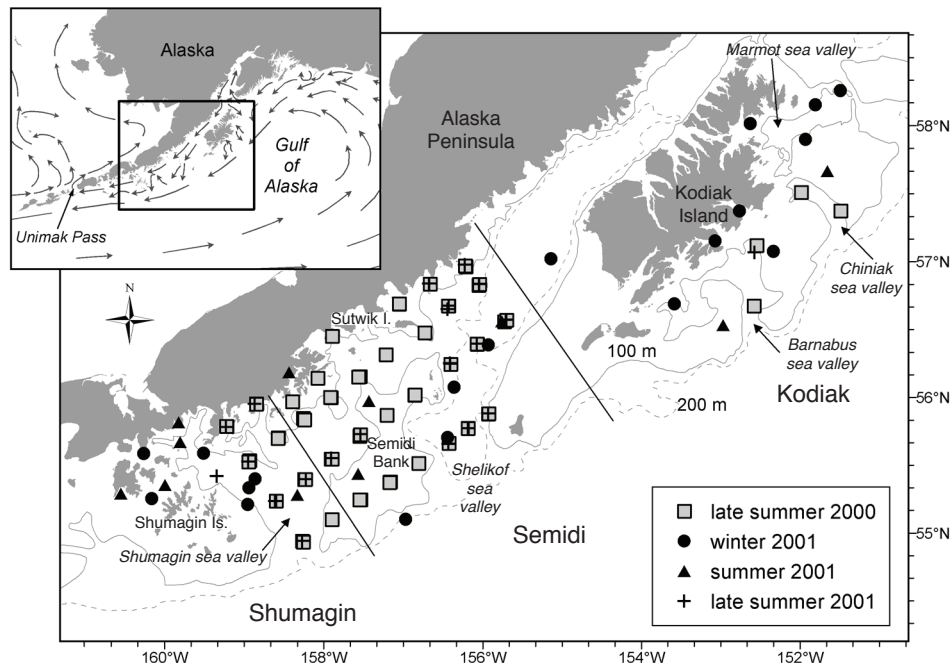 Alaska
Gulf
of
Alaska
Unimak Pass
N
Alaska
Peninsula
Marmot sea valley
Kodiak
Island
Chiniak
sea valley
Barnabus
sea valley
Kodiak
100 m
200 m
Sutwik I.
Semidi
Bank
Shelikof
sea
valley
Semidi
Shumagin Is.
Shumagin sea valley
Shumagin
late summer 2000
winter 2001
summer 2001
late summer 2001
58°N
57°N
56°N
55°N
160°W
158°W
156°W
154°W
152°W